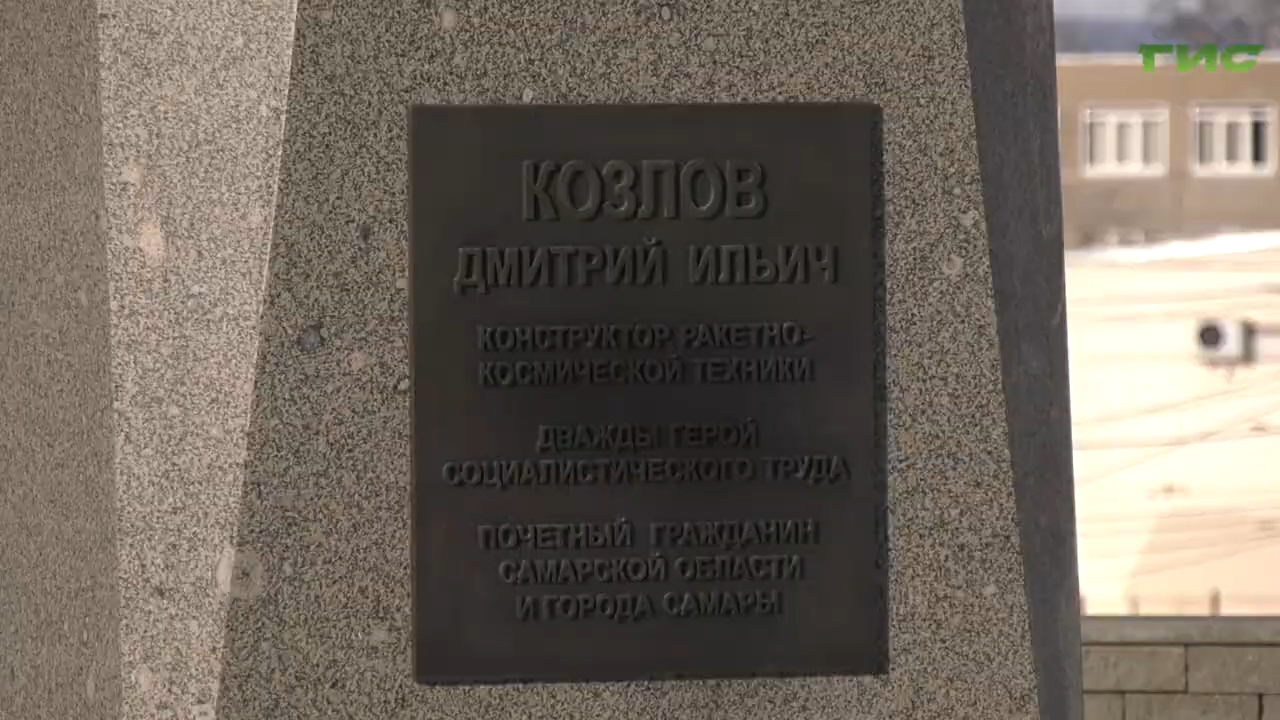 ГИС
КОЗЛОВ
ДМИТРИЙ ИЛЬИЧ
КОНСТРУКТОР РАКЕТНО-
КОСМИЧЕСКОЙ ТЕХНИКИ
ДВАЖДЫ ГЕРОЙ
СОЦИАЛИСТИЧЕСКОГО ТРУДА
ПОЧЕТНЫЙ ГРАЖДАНИН
САМАРСКОЙ ОБЛАСТИ
И ГОРОДА САМАРЫ